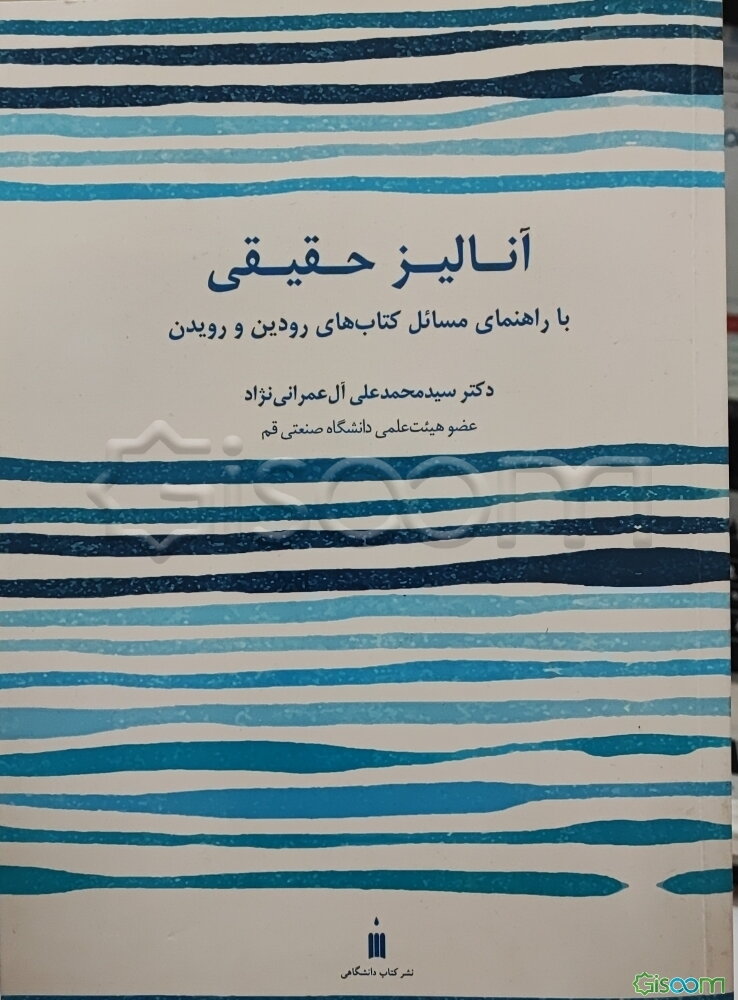 آنالیز حقیقی
با راهنمای مسائل کتاب‌های رودین و رویدن
دکتر سیدمحمدعلی آل‌عمرانی‌نژاد
عضو هیئت‌علمی دانشگاه صنعتی قم
Gisoom
نشر کتاب دانشگاهی
Gisoom